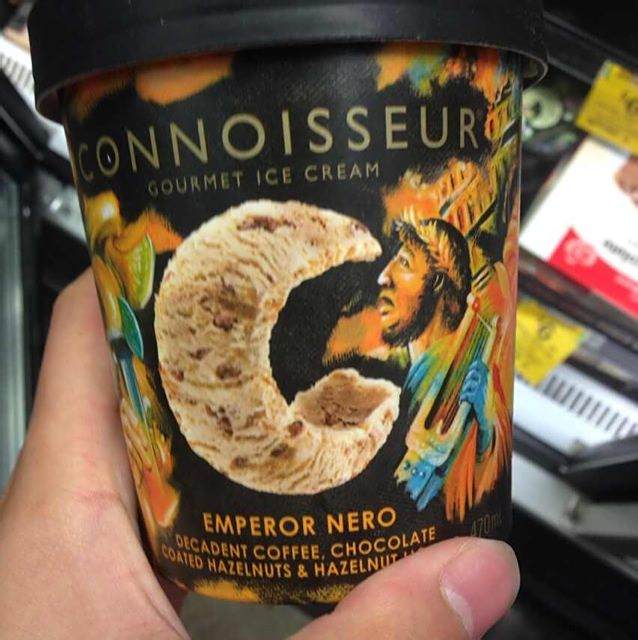 CONNOISSEUR
GOURMET ICE CREAM
EMPEROR NERO
DECADENT COFFEE, CHOCOLATE
COATED HAZELNUTS & HAZELNUT
470mL